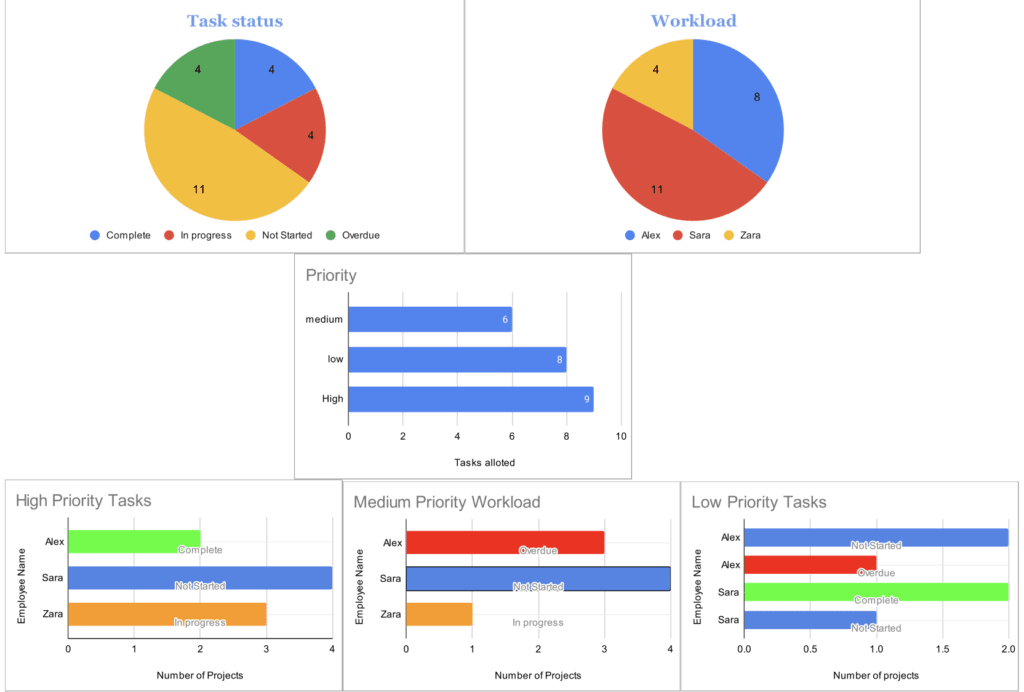 Task status
4
4
4
11
Complete
In progress
Not Started
Overdue
Workload
4
8
11
Alex
Sara
Zara
Priority
medium
6
low
8
High
9
0 2 4 6 8 10
Tasks alloted
High Priority Tasks
Employee Name
Alex
Complete
Sara
Not Started
Zara
In progress
0 1 2 3 4
Number of Projects
Medium Priority Workload
Employee Name
Alex
Overdue
Sara
Not Started
Zara
In progress
0 1 2 3 4
Number of Projects
Low Priority Tasks
Employee Name
Alex
Not Started
Alex
Overdue
Sara
Complete
Sara
Not Started
0.0 0.5 1.0 1.5 2.0
Number of projects